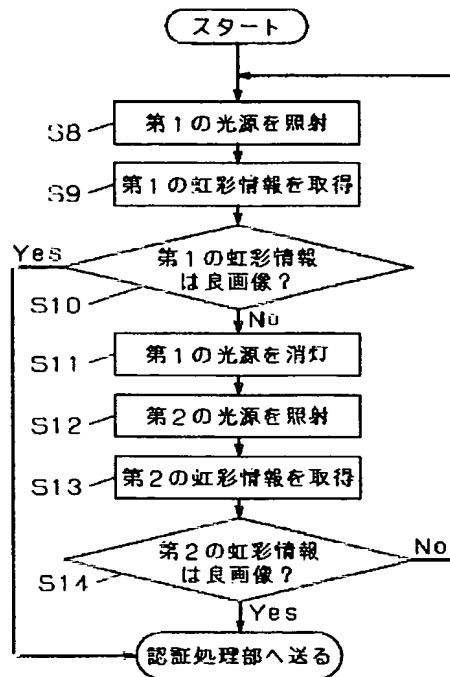 スタート
S8
第1の光源を照射
S9
第1の虹彩情報を取得
Yes
第1の虹彩情報
は良画像?
S10
No
S11
第1の光源を消灯
S12
第2の光源を照射
S13
第2の虹彩情報を取得
第2の虹彩情報
は良画像?
No
S14
Yes
認証処理部へ送る